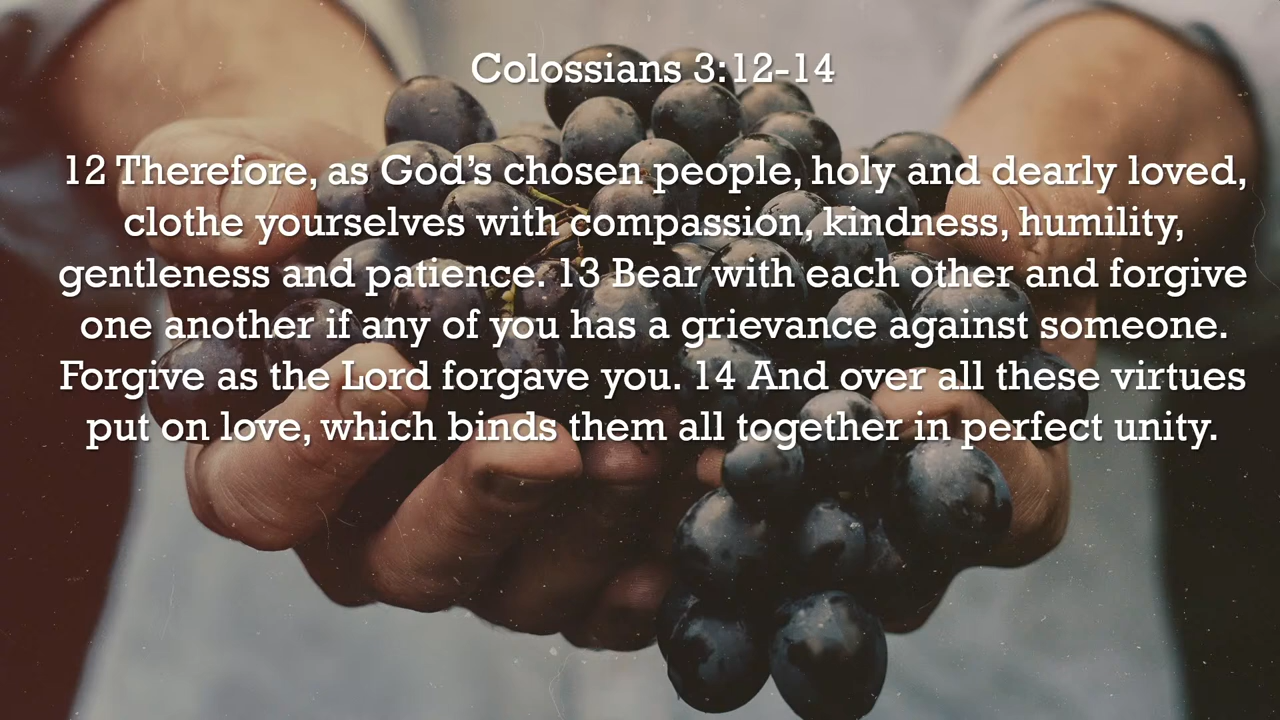 Colossians 3:12-14
12 Therefore, as God’s chosen people, holy and dearly loved,
clothe yourselves with compassion, kindness, humility,
gentleness and patience. 13 Bear with each other and forgive
one another if any of you has a grievance against someone.
Forgive as the Lord forgave you. 14 And over all these virtues
put on love, which binds them all together in perfect unity.